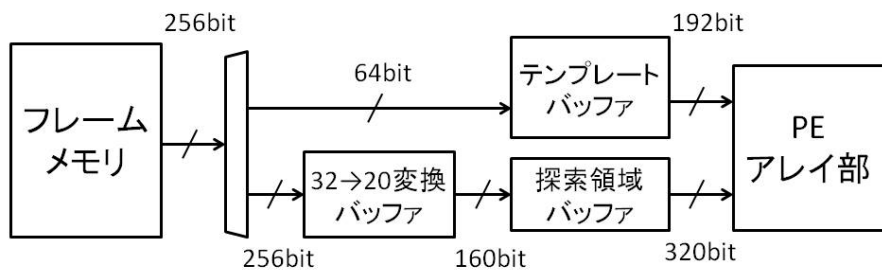 256bit
192bit
フレーム
メモリ
64bit
テンプレート
バッファ
PE
アレイ部
32→20変換
バッファ
探索領域
バッファ
256bit
160bit
320bit